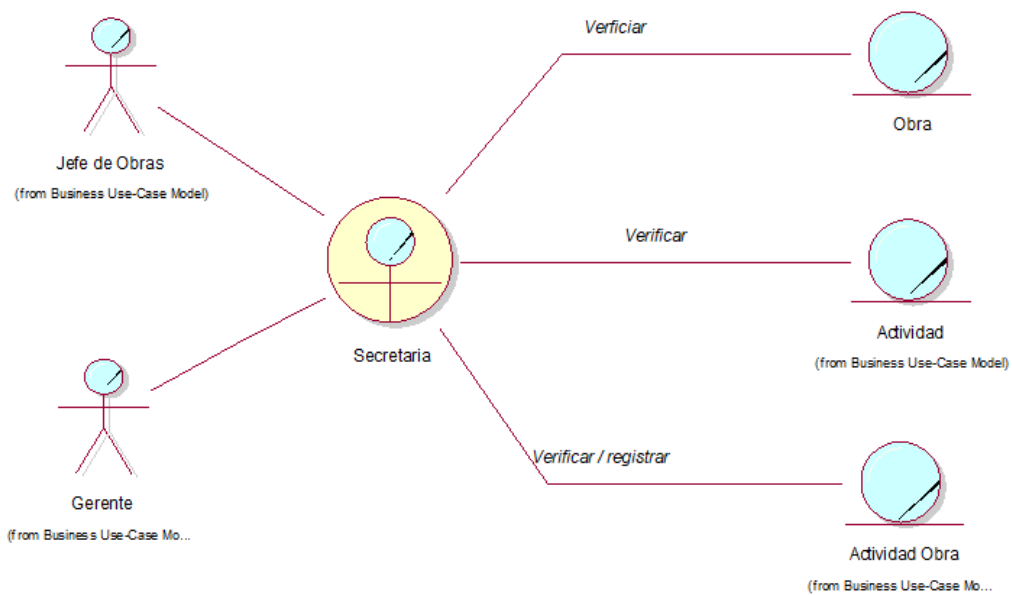 Verficiar
Obra
Jefe de Obras
(from Business Use-Case Model)
Verificar
Secretaria
Actividad
(from Business Use-Case Model)
Verificar / registrar
Gerente
(from Business Use-Case Mo...
Actividad Obra
(from Business Use-Case Mo...